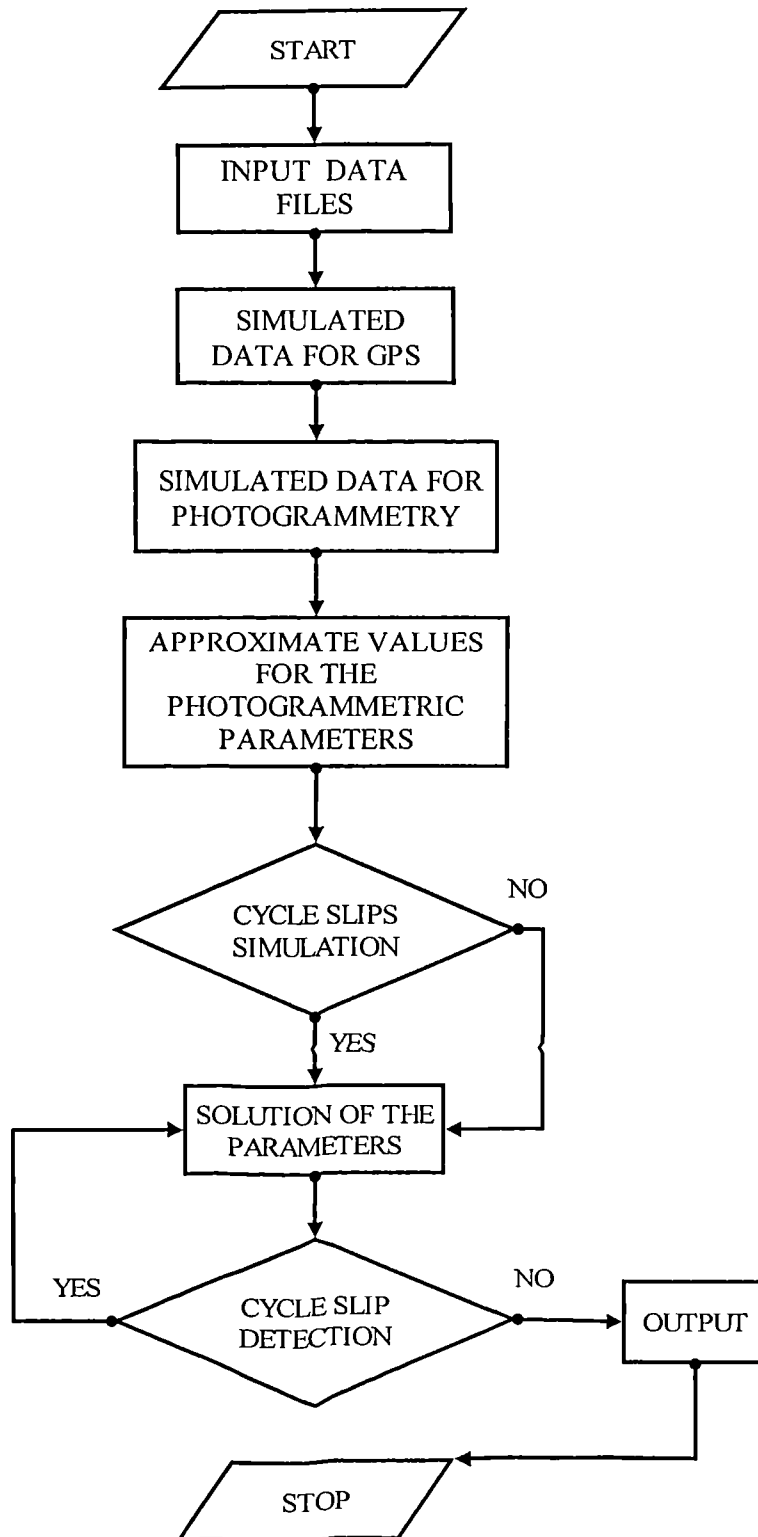 START
INPUT DATA
FILES
SIMULATED
DATA FOR GPS
SIMULATED DATA FOR
PHOTOGRAMMETRY
APPROXIMATE VALUES
FOR THE
PHOTOGRAMMETRIC
PARAMETERS
NO
CYCLE SLIPS
SIMULATION
YES
SOLUTION OF THE
PARAMETERS
YES
NO
CYCLE SLIP
DETECTION
OUTPUT
STOP